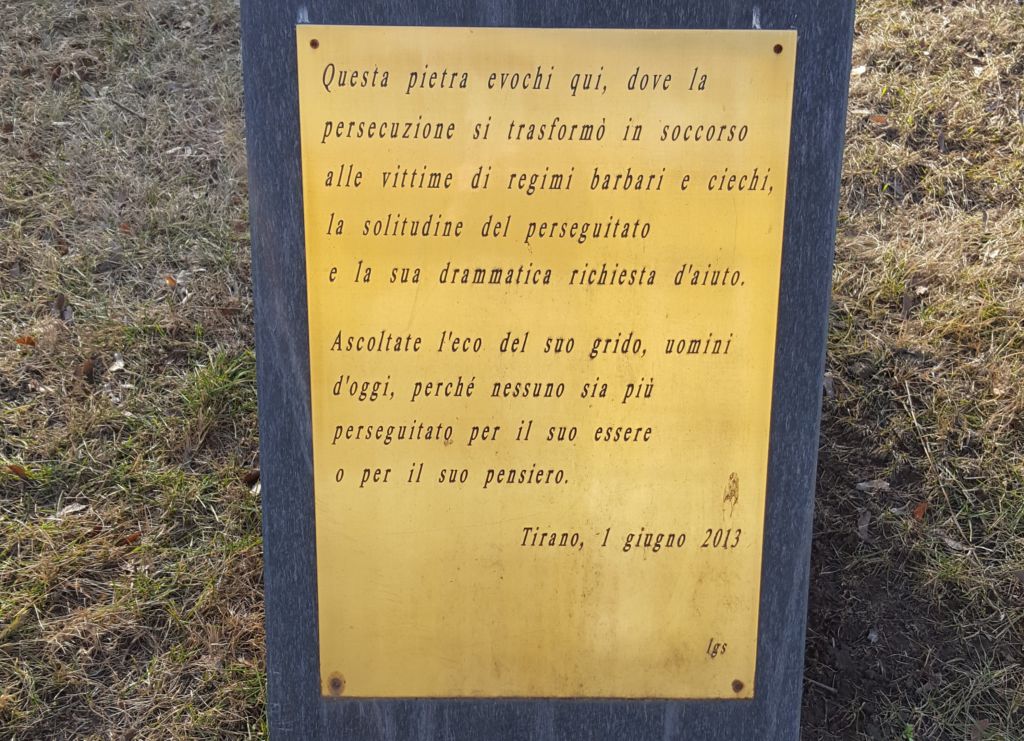 Questa pietra evochi qui, dove la
persecuzione si trasformò in soccorso
alle vittime di regimi barbari e ciechi,
la solitudine del perseguitato
e la sua drammatica richiesta d'aiuto.
Ascoltate l'eco del suo grido, uomini
d'oggi, perché nessuno sia più
perseguitato per il suo essere
o per il suo pensiero.
Tirano, 1 giugno 2013
lgs